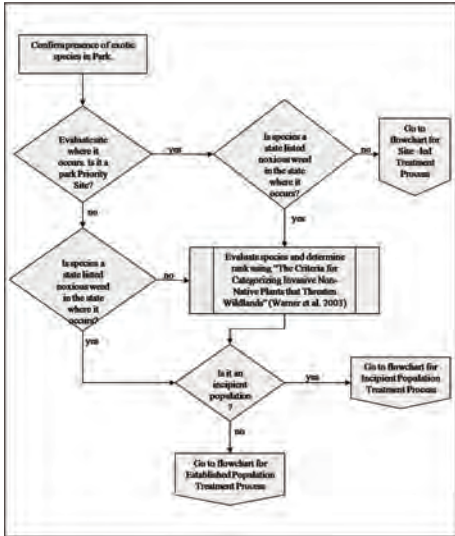 Confirm presence of exotic
species in Park.
Evaluate site
where it
occurs. Is it a
park Priority
Site?
yes
Is species a
state listed
noxious weed
in the state
where it
occurs?
no
Go to
flowchart for
Site -led
Treatment
Process
no
yes
Is species a
state listed
noxious weed
in the state
where it
occurs?
no
Evaluate species and determine
rank using "The Criteria for
Categorizing Invasive Non-
Native Plants that Threaten
Wildlands" (Warner et al. 2003)
yes
Is it an
incipient
population
?
yes
Go to flowchart for
Incipient Population
Treatment Process
no
Go to flowchart for
Established Population
Treatment Process